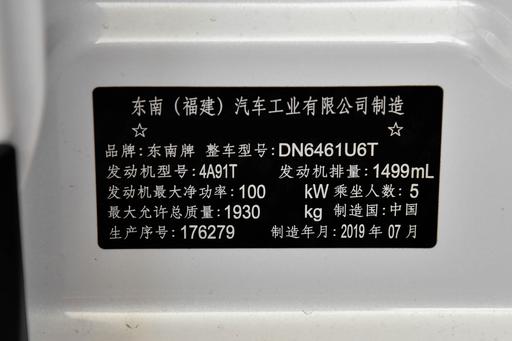 东南（福建）汽车工业有限公司制造
☆ ☆
品牌:东南牌 整车型号:DN6461U6T
发动机型号:4A91T 发动机排量:1499mL
发动机最大净功率:100 kW 乘坐人数:5
最大允许总质量:1930 kg 制造国:中国
生产序号:176279 制造年月:2019 年 07 月